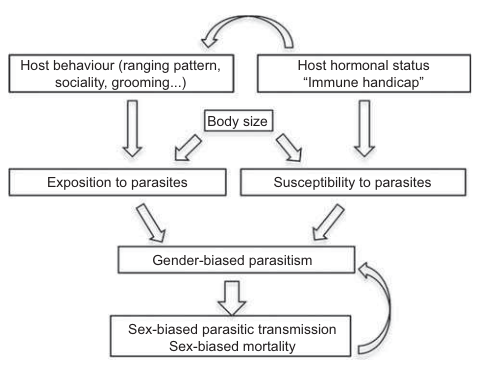 Host behaviour (ranging pattern,
sociality, grooming...)
Host hormonal status
“Immune handicap”
Body size
Exposition to parasites
Susceptibility to parasites
Gender-biased parasitism
Sex-biased parasitic transmission
Sex-biased mortality